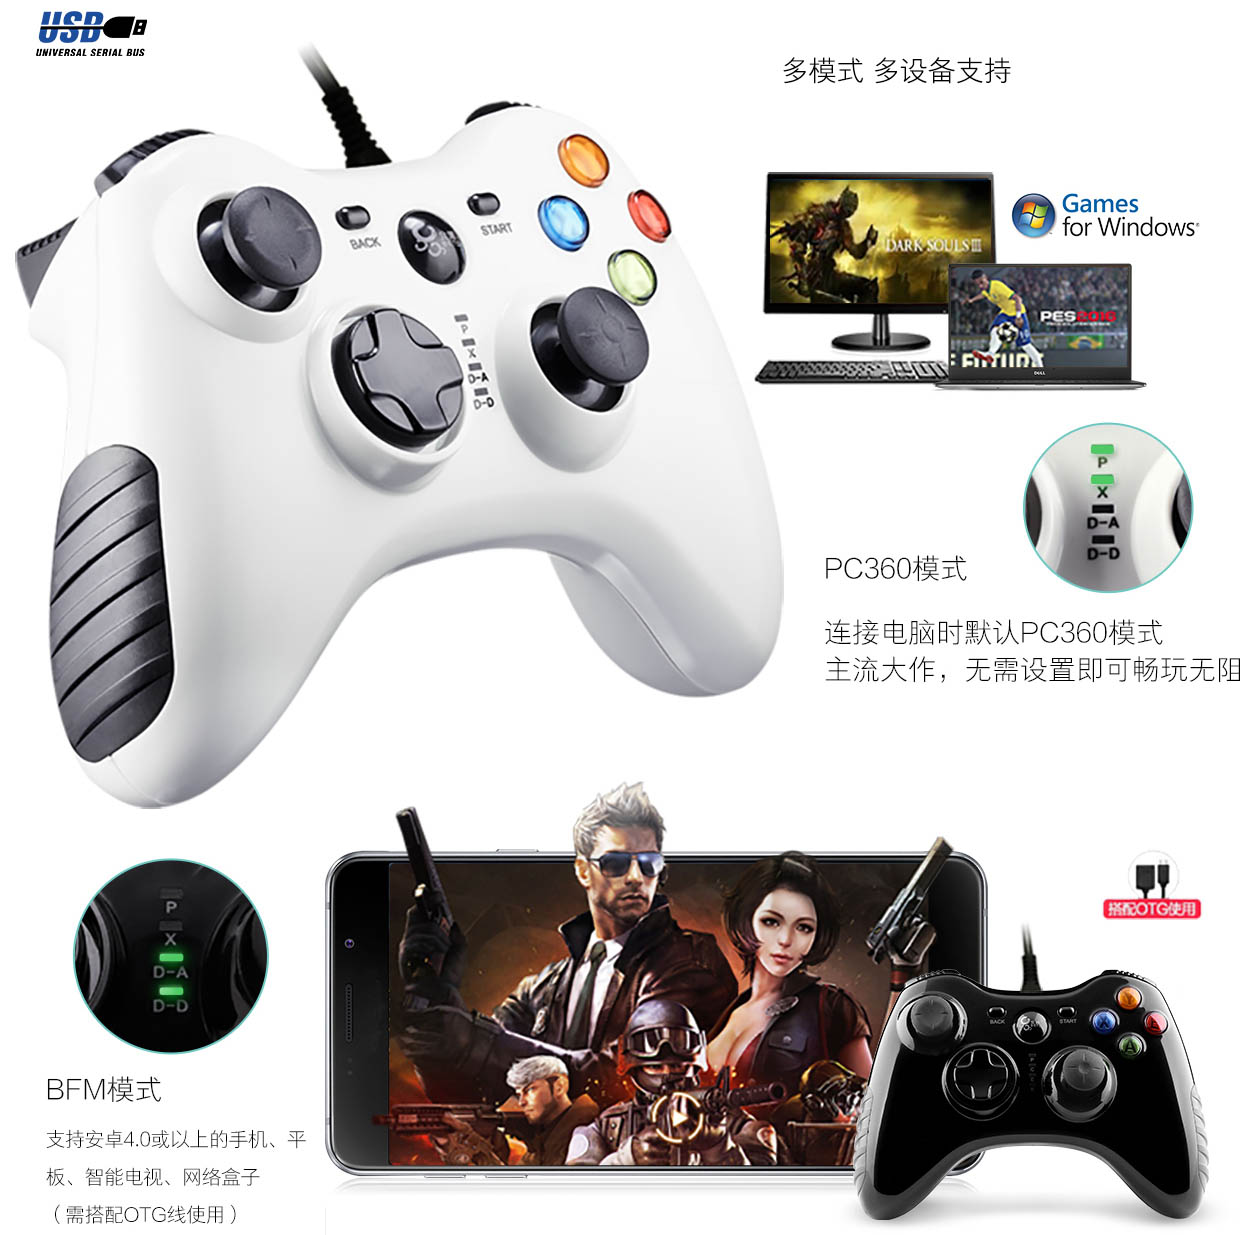 USB
UNIVERSAL SERIAL BUS
多模式 多设备支持
DARK SOULS III
Games
for Windows
PES2016
FUTURE
DELL
BACK
START
P
X
D-A
D-D
P
X
D-A
D-D
PC360模式
连接电脑时默认PC360模式
主流大作，无需设置即可畅玩无阻
搭配OTG使用
P
X
D-A
D-D
BFM模式
支持安卓4.0或以上的手机、平
板、智能电视、网络盒子
（需搭配OTG线使用）
BACK
START
Y
X
B
A